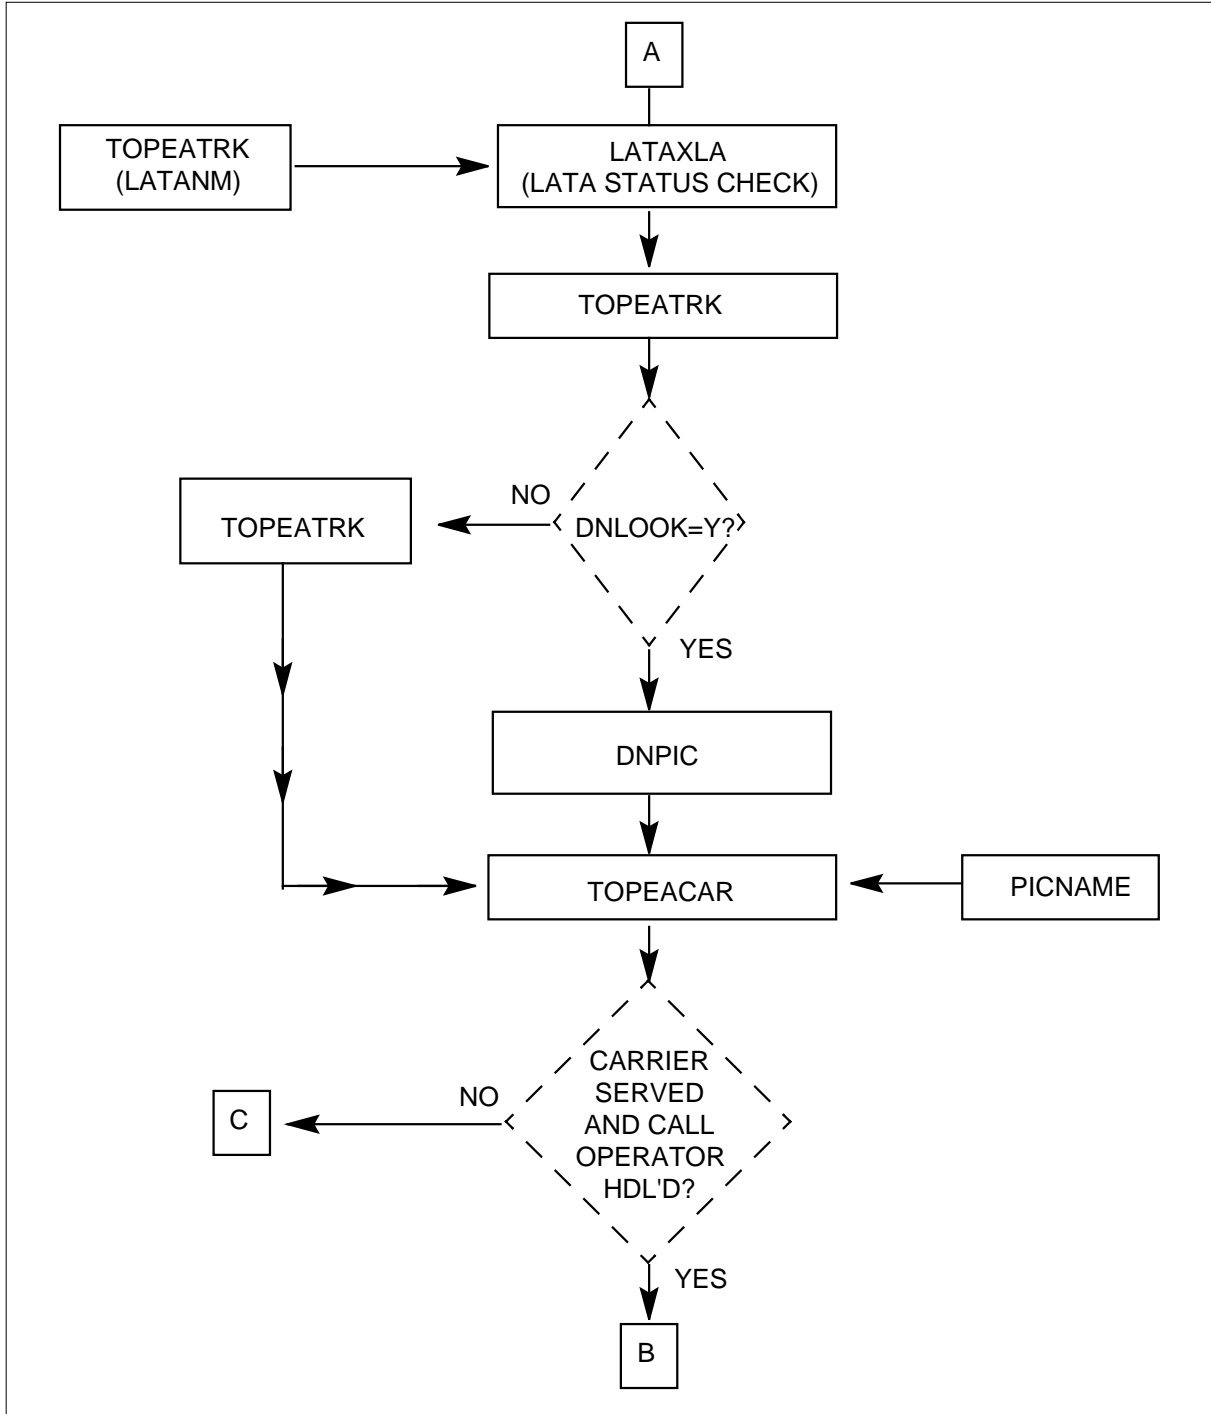 A
TOPEATRK
(LATANM)
LATAXLA
(LATA STATUS CHECK)
TOPEATRK
NO
DNLOOK=Y?
TOPEATRK
YES
DNPIC
TOPEACAR
PICNAME
CARRIER
SERVED
AND CALL
OPERATOR
HDL'D?
NO
C
YES
B